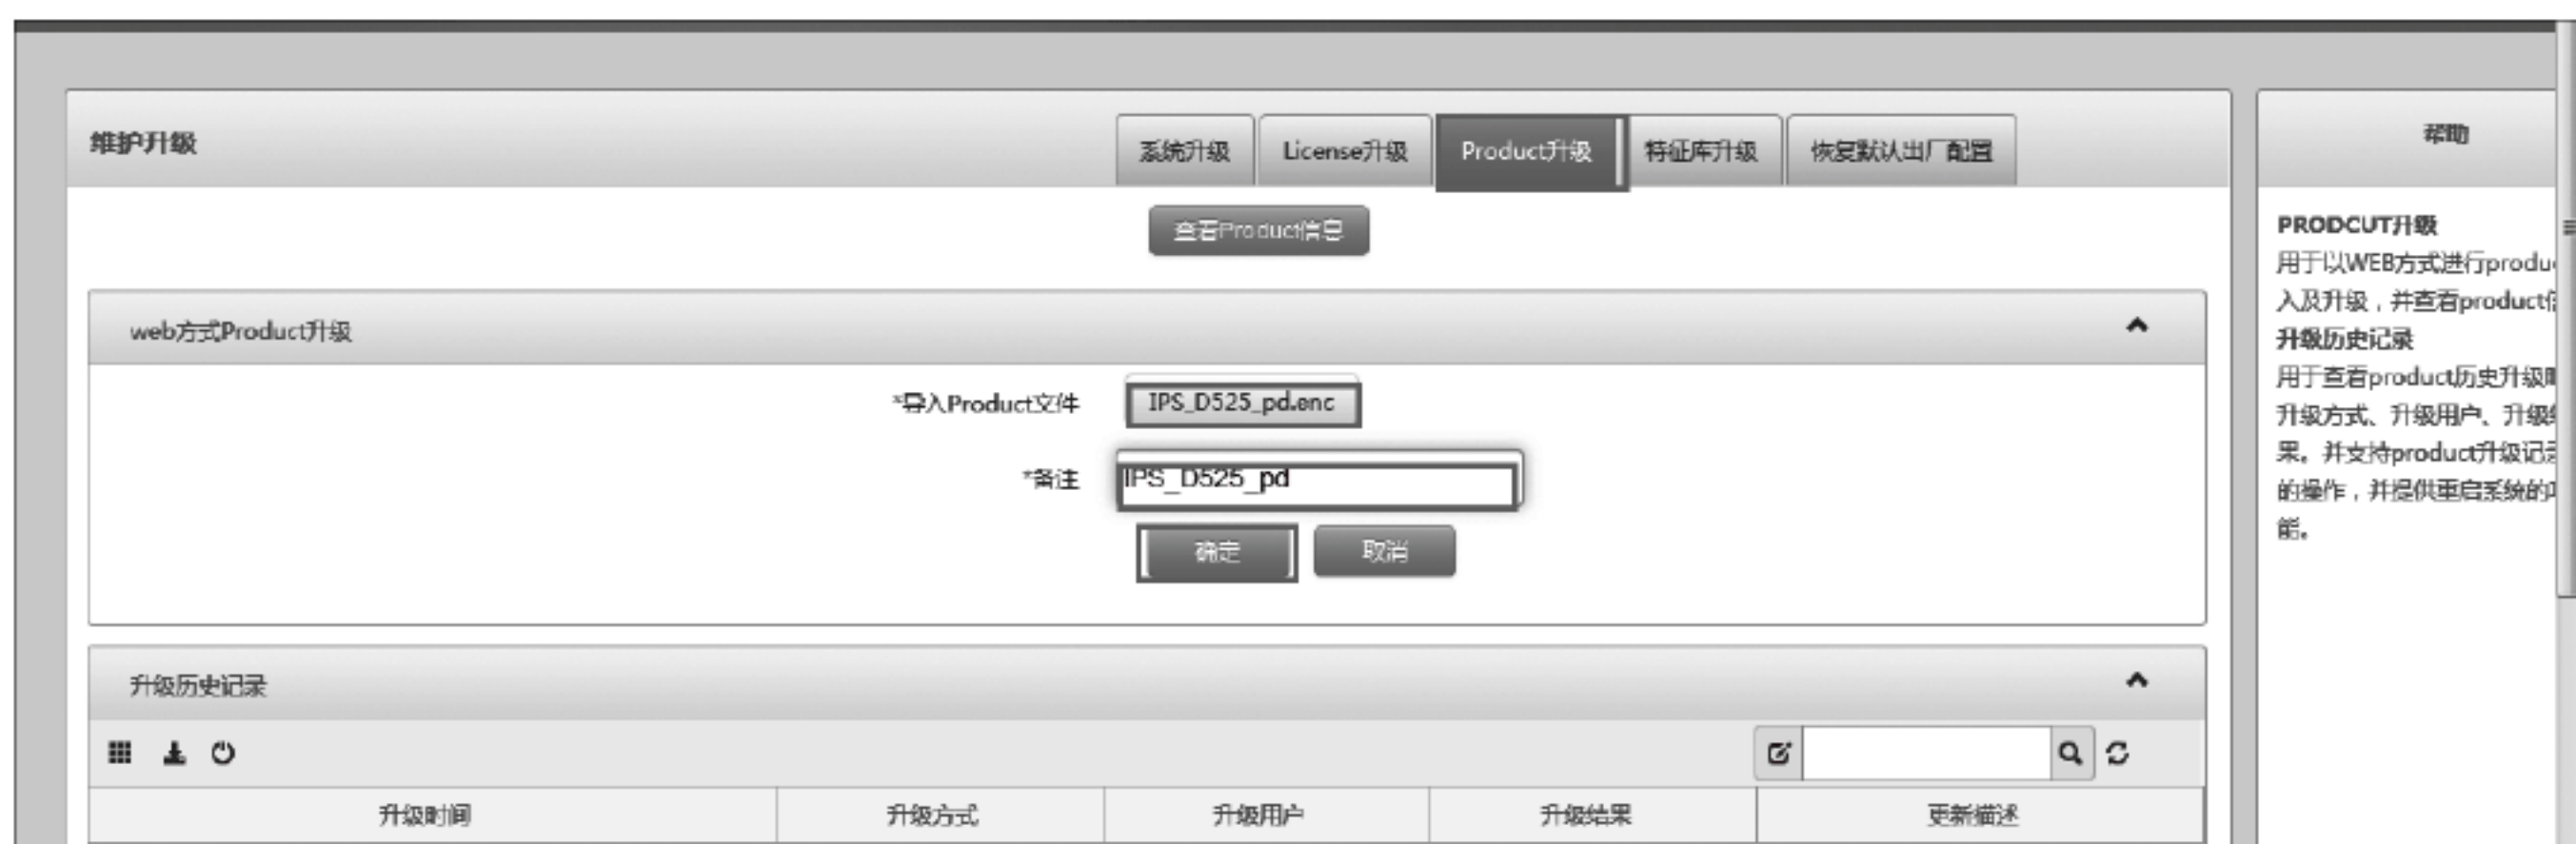 维护升级
系统升级 License升级 Product升级 特征库升级 恢复默认出厂配置
查看Product信息
web方式Product升级
*导入Product文件 IPS_D525_pd.enc
*备注 IPS_D525_pd
确定 取消
升级历史记录
升级时间 升级方式 升级用户 升级结果 更新描述
帮助
PRODCUT升级
用于以WEB方式进行produ
入及升级，并查看product
升级历史记录
用于查看product历史升级
升级方式、升级用户、升级
果。并支持product升级记
的操作，并提供重启系统的
能。